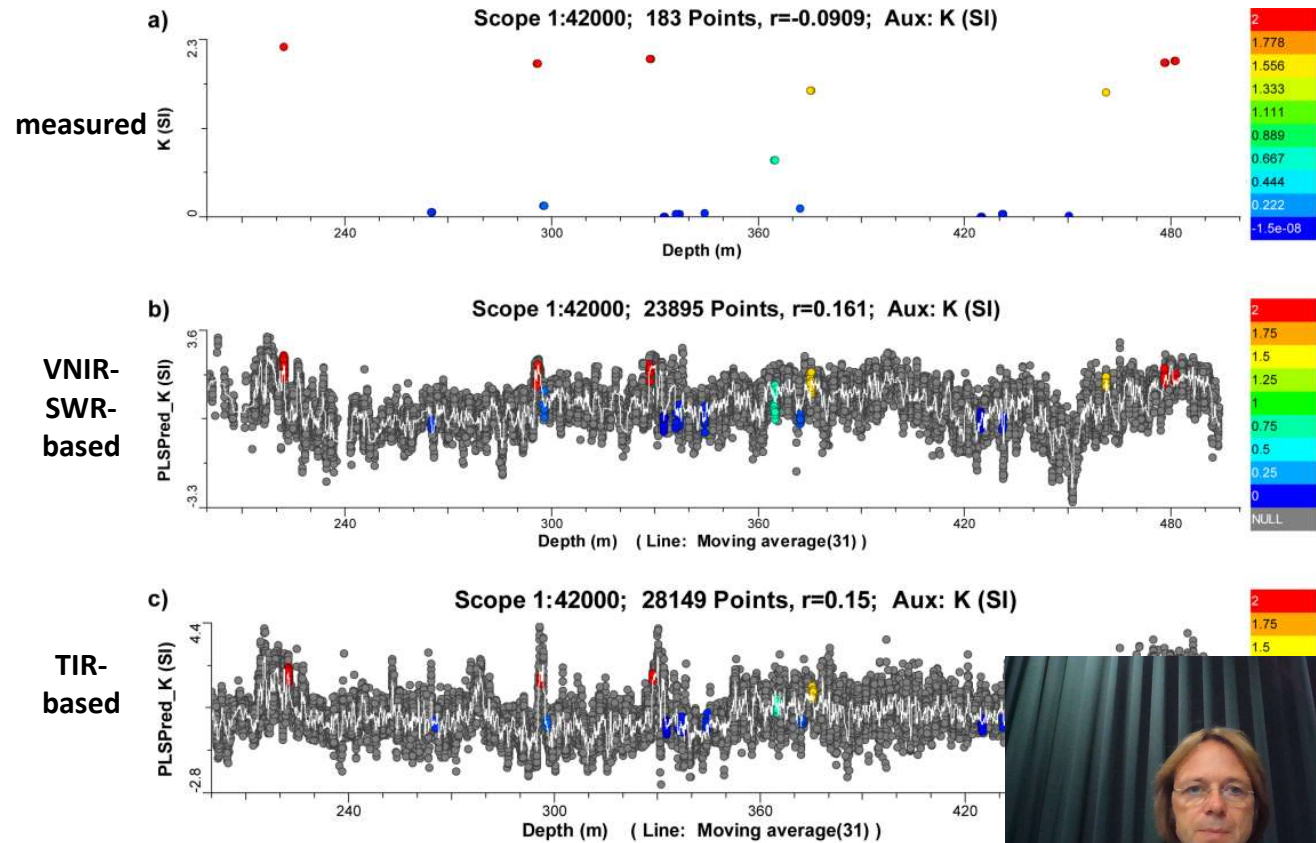 a)
Scope 1:42000; 183 Points, r=-0.0909; Aux: K (SI)
measured
K (SI)
2.3
0
240
300
360
420
480
Depth (m)
2
1.778
1.556
1.333
1.111
0.889
0.667
0.444
0.222
-1.5e-08
b)
Scope 1:42000; 23895 Points, r=0.161; Aux: K (SI)
VNIR-
SWR-
based
PLSPred_K (SI)
3.6
-3.3
240
300
360
420
480
Depth (m) ( Line: Moving average(31) )
2
1.75
1.5
1.25
1
0.75
0.5
0.25
0
NULL
c)
Scope 1:42000; 28149 Points, r=0.15; Aux: K (SI)
TIR-
based
PLSPred_K (SI)
4.4
-2.8
240
300
360
420
Depth (m) ( Line: Moving average(31) )
2
1.75
1.5